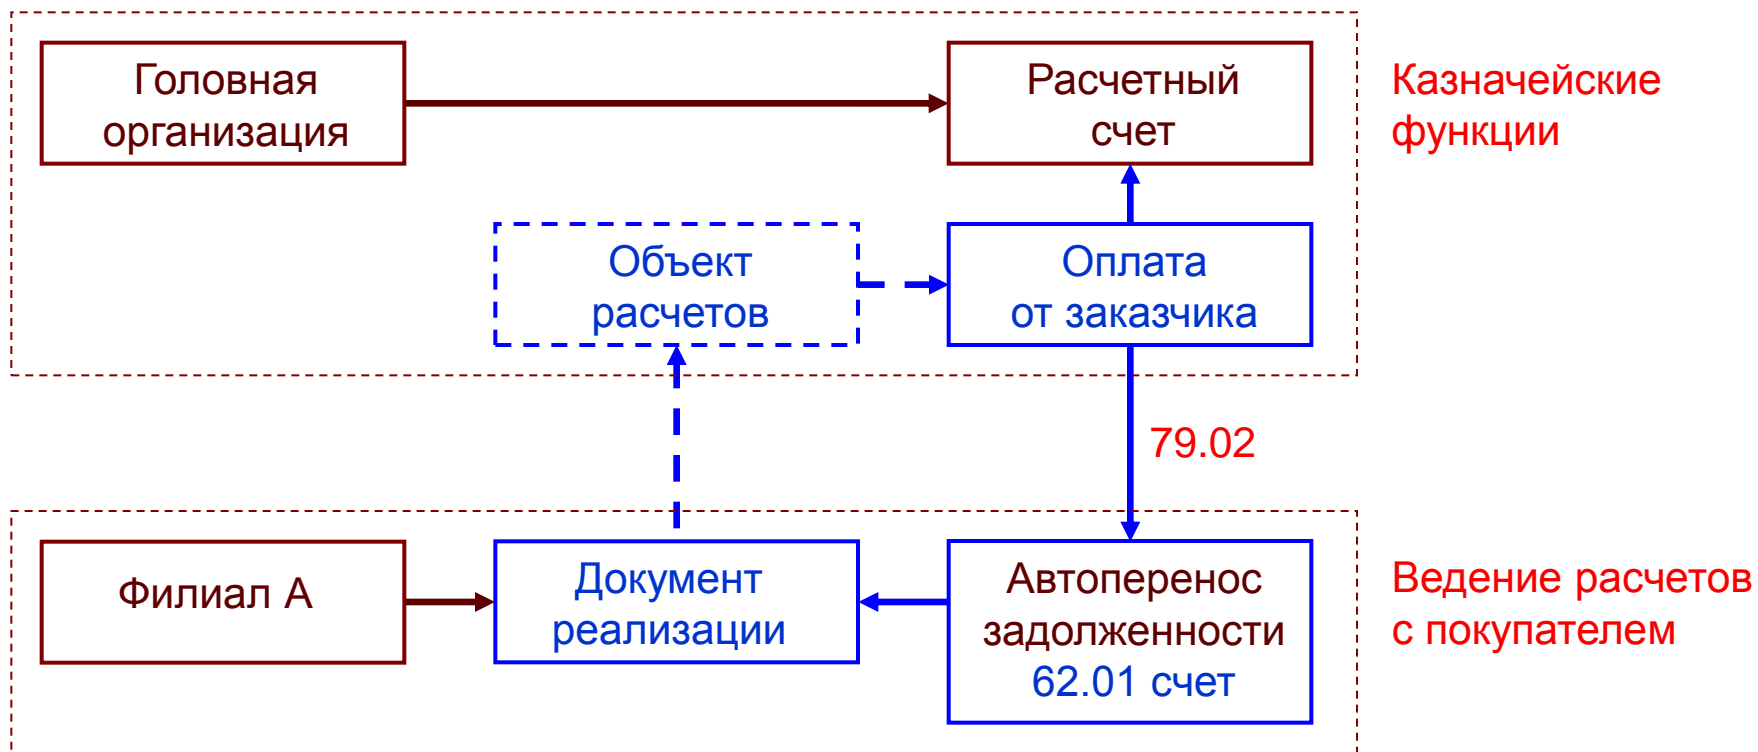 Головная
организация
Расчетный
счет
Казначейские
функции
Объект
расчетов
Оплата
от заказчика
79.02
Филиал А
Документ
реализации
Автоперенос
задолженности
62.01 счет
Ведение расчетов
с покупателем